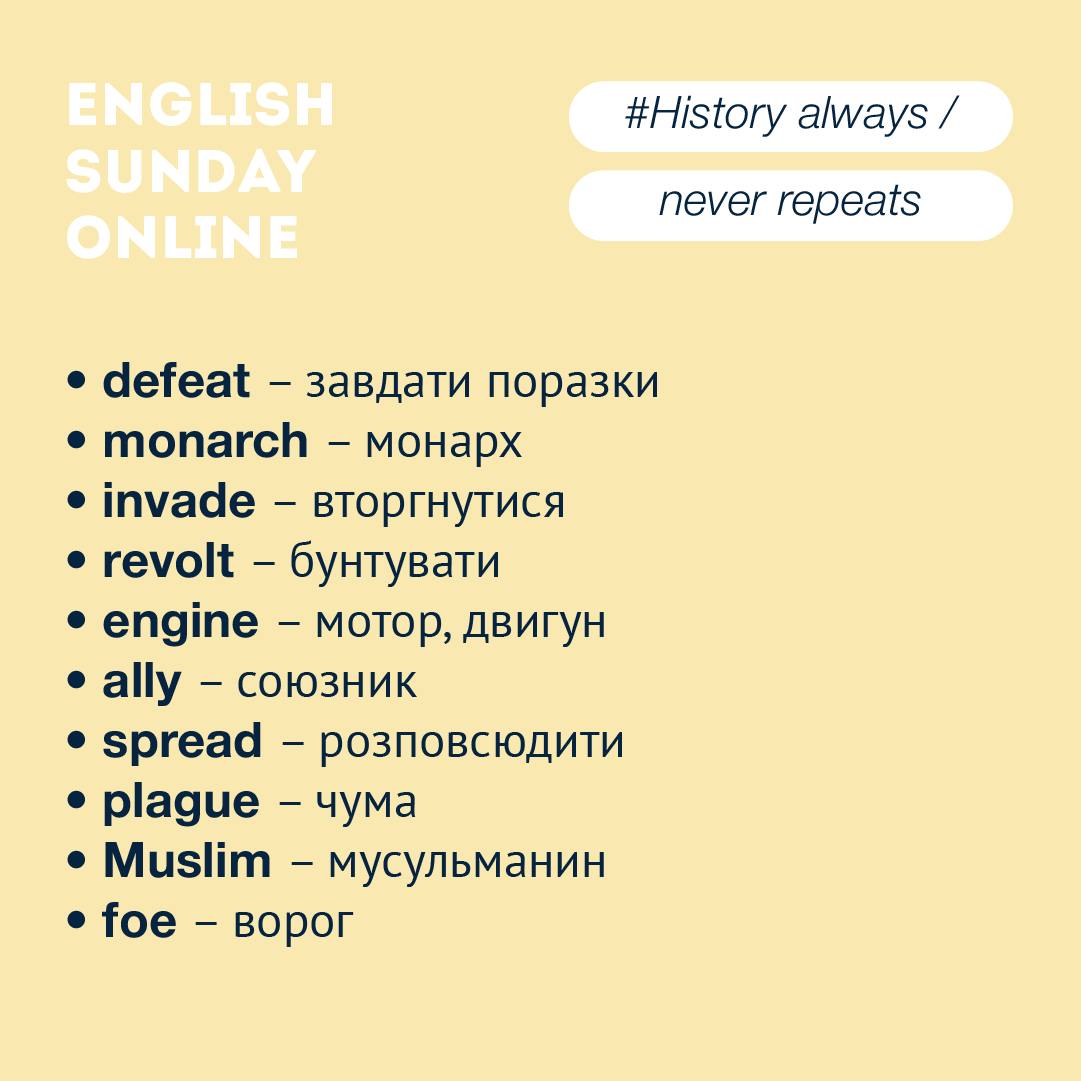 ENGLISH
SUNDAY
ONLINE
#History always /
never repeats
• defeat – завдати поразки
• monarch – монарх
• invade – вторгнутися
• revolt – бунтувати
• engine – мотор, двигун
• ally – союзник
• spread – розповсюдити
• plague – чума
• Muslim – мусульманин
• foe – ворог